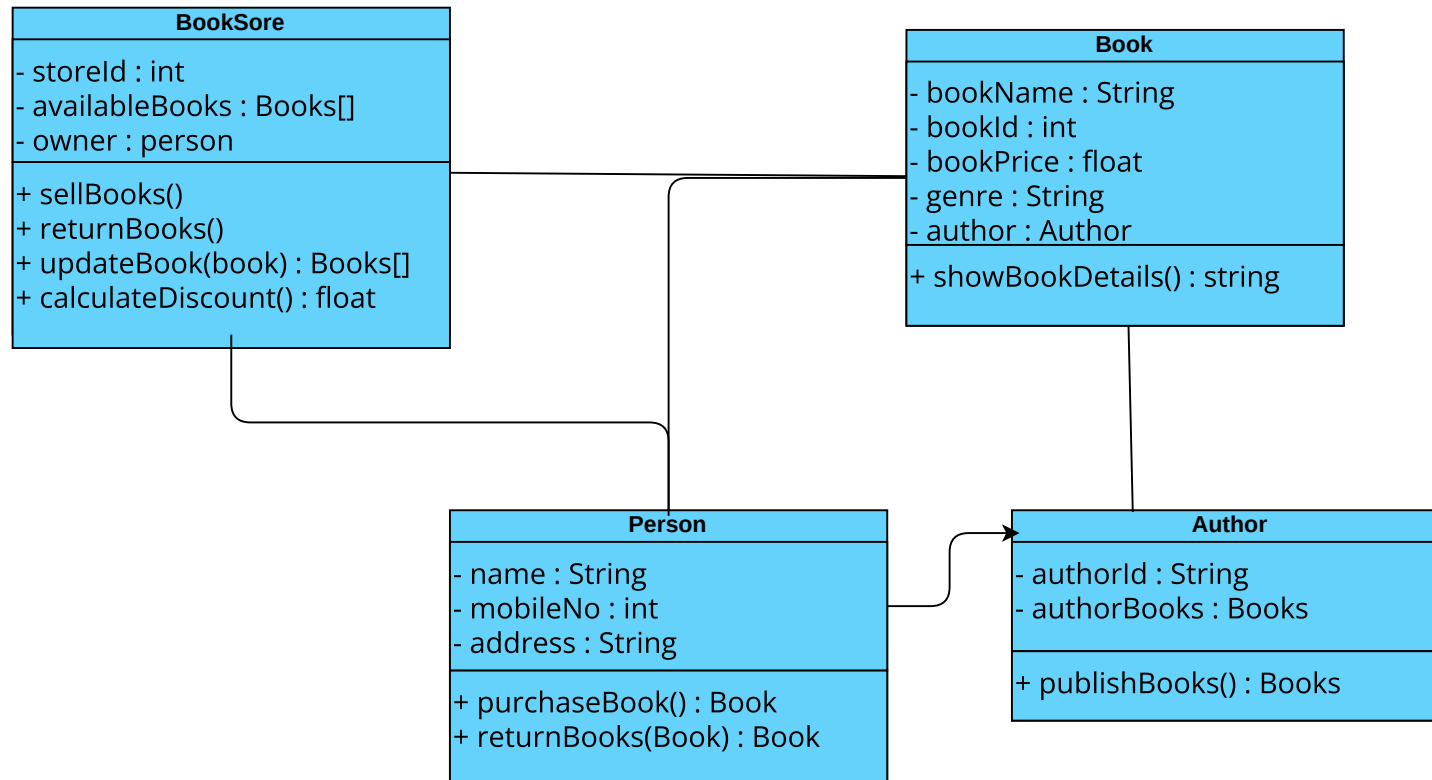 BookSore
- storeId : int
- availableBooks : Books[]
- owner : person
+ sellBooks()
+ returnBooks()
+ updateBook(book) : Books[]
+ calculateDiscount() : float
Book
- bookName : String
- bookId : int
- bookPrice : float
- genre : String
- author : Author
+ showBookDetails() : string
Person
- name : String
- mobileNo : int
- address : String
+ purchaseBook() : Book
+ returnBooks(Book) : Book
Author
- authorId : String
- authorBooks : Books
+ publishBooks() : Books